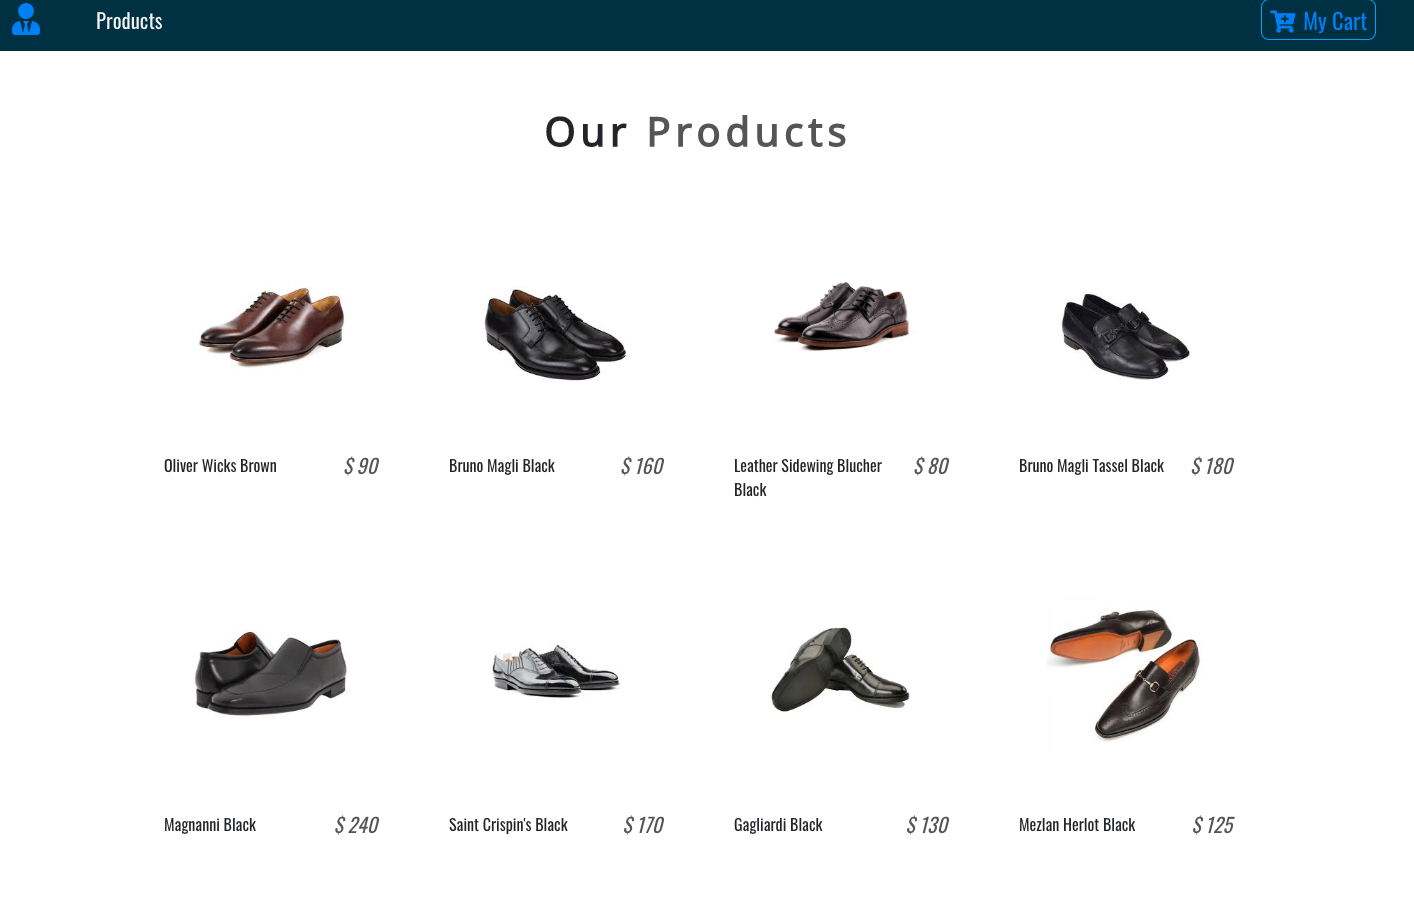 Products
My Cart
Our Products
Oliver Wicks Brown $ 90
Bruno Magli Black $ 160
Leather Sidewing Blucher Black $ 80
Bruno Magli Tassel Black $ 180
Magnanni Black $ 240
Saint Crispin's Black $ 170
Gagliardi Black $ 130
Mezlan Herlot Black $ 125